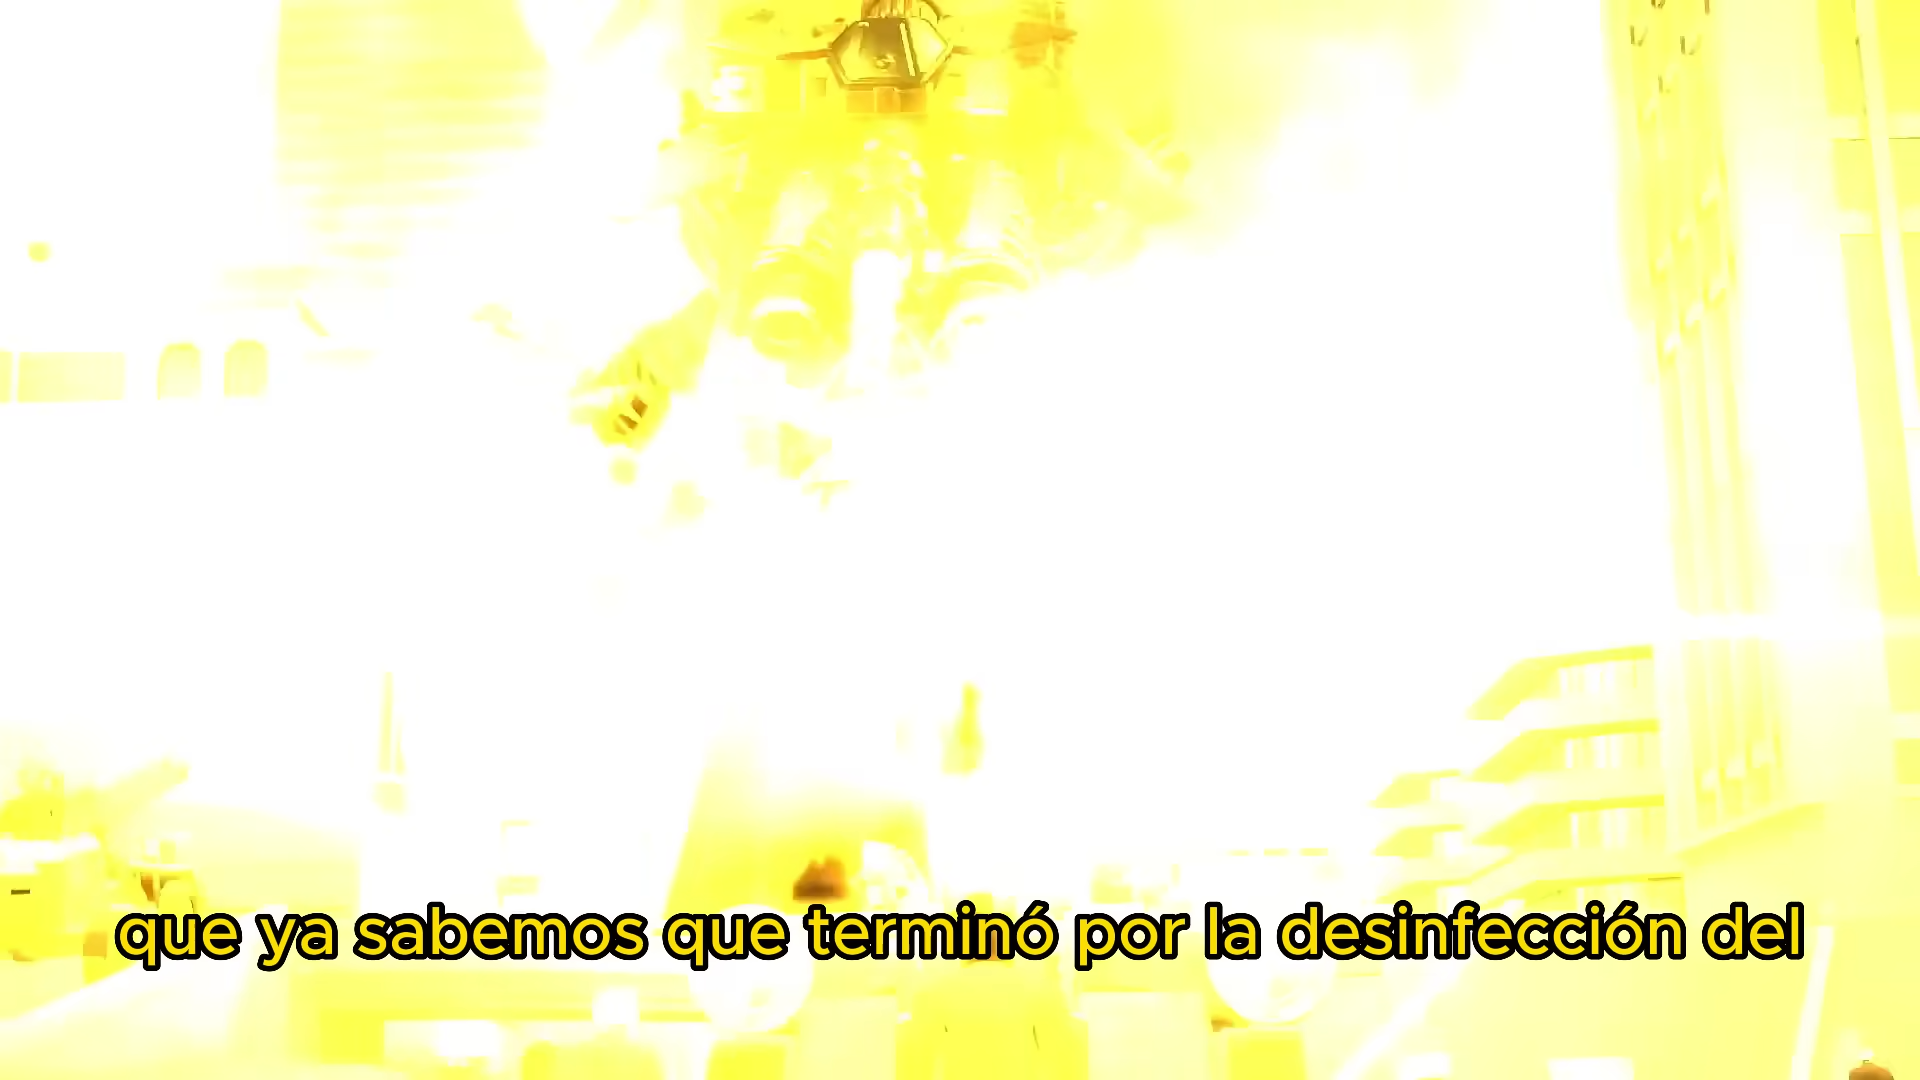 que ya sabemos que terminó por la desinfección del